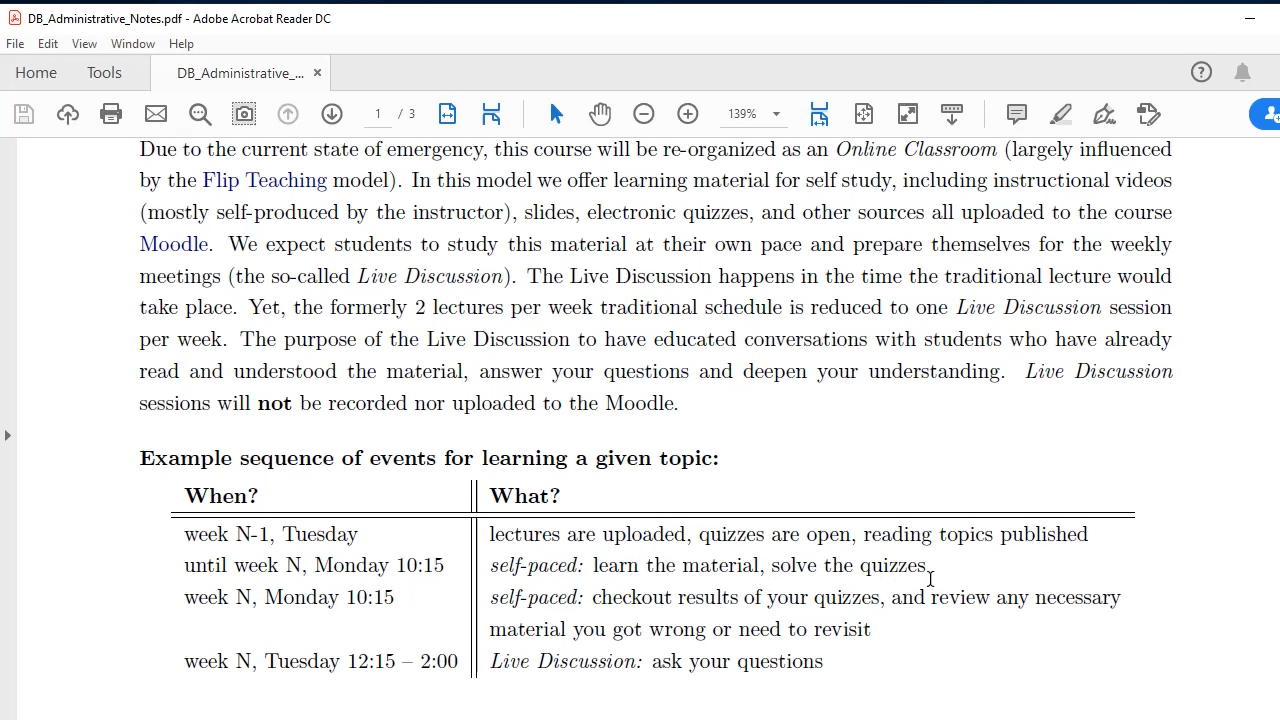 DB_Administrative_Notes.pdf - Adobe Acrobat Reader DC
File Edit View Window Help
Home Tools DB_Administrative_... ×
1 / 3 139%
Due to the current state of emergency, this course will be re-organized as an Online Classroom (largely influenced
by the Flip Teaching model). In this model we offer learning material for self study, including instructional videos
(mostly self-produced by the instructor), slides, electronic quizzes, and other sources all uploaded to the course
Moodle. We expect students to study this material at their own pace and prepare themselves for the weekly
meetings (the so-called Live Discussion). The Live Discussion happens in the time the traditional lecture would
take place. Yet, the formerly 2 lectures per week traditional schedule is reduced to one Live Discussion session
per week. The purpose of the Live Discussion to have educated conversations with students who have already
read and understood the material, answer your questions and deepen your understanding. Live Discussion
sessions will not be recorded nor uploaded to the Moodle.
Example sequence of events for learning a given topic:
When? What?
week N-1, Tuesday lectures are uploaded, quizzes are open, reading topics published
until week N, Monday 10:15 self-paced: learn the material, solve the quizzes
week N, Monday 10:15 self-paced: checkout results of your quizzes, and review any necessary
material you got wrong or need to revisit
week N, Tuesday 12:15 – 2:00 Live Discussion: ask your questions